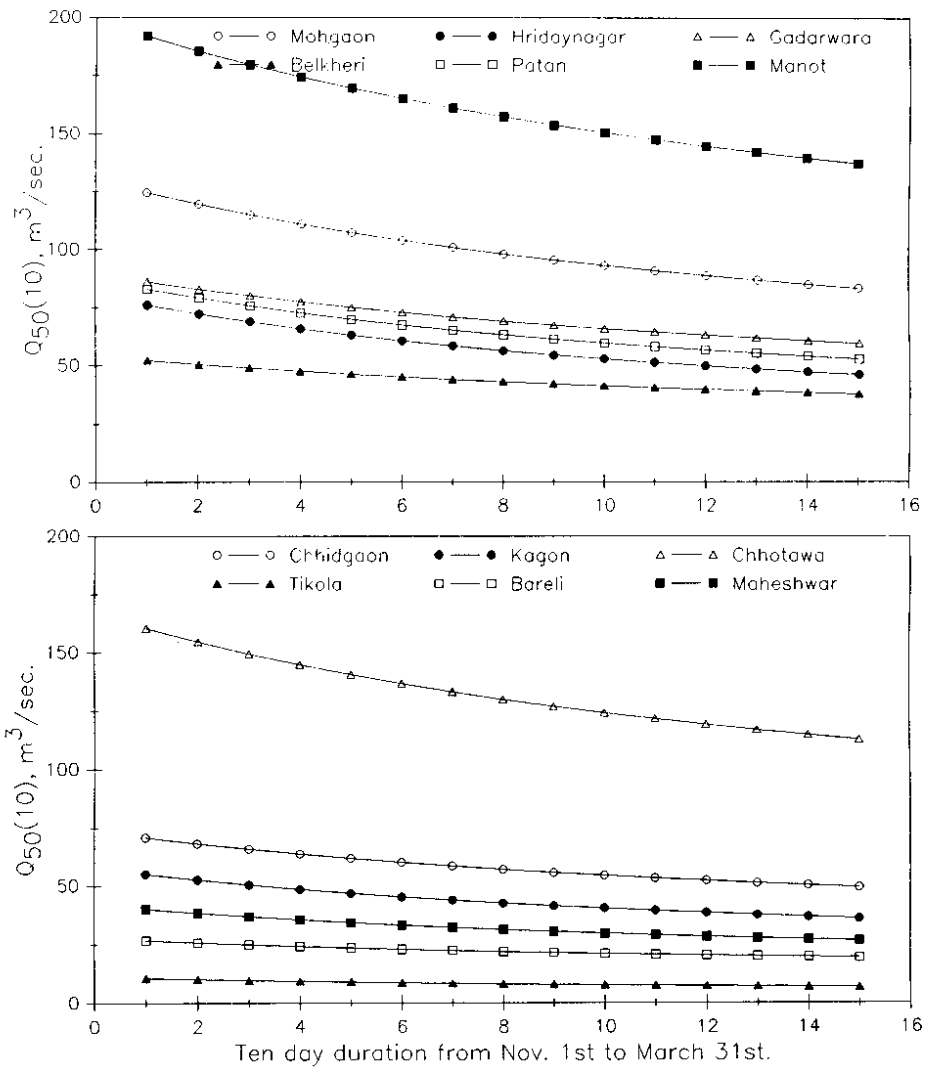 200
Mohgaon Hridaynagar Gadarwara
Belkheri Patan Manot
150
100
50
0
Q50(10), m3/sec.
0 2 4 6 8 10 12 14 16
200
Chhidgaon Kagon Chhotawa
Tikola Bareli Maheshwar
150
100
50
0
Q50(10), m3/sec.
0 2 4 6 8 10 12 14 16
Ten day duration from Nov. 1st to March 31st.